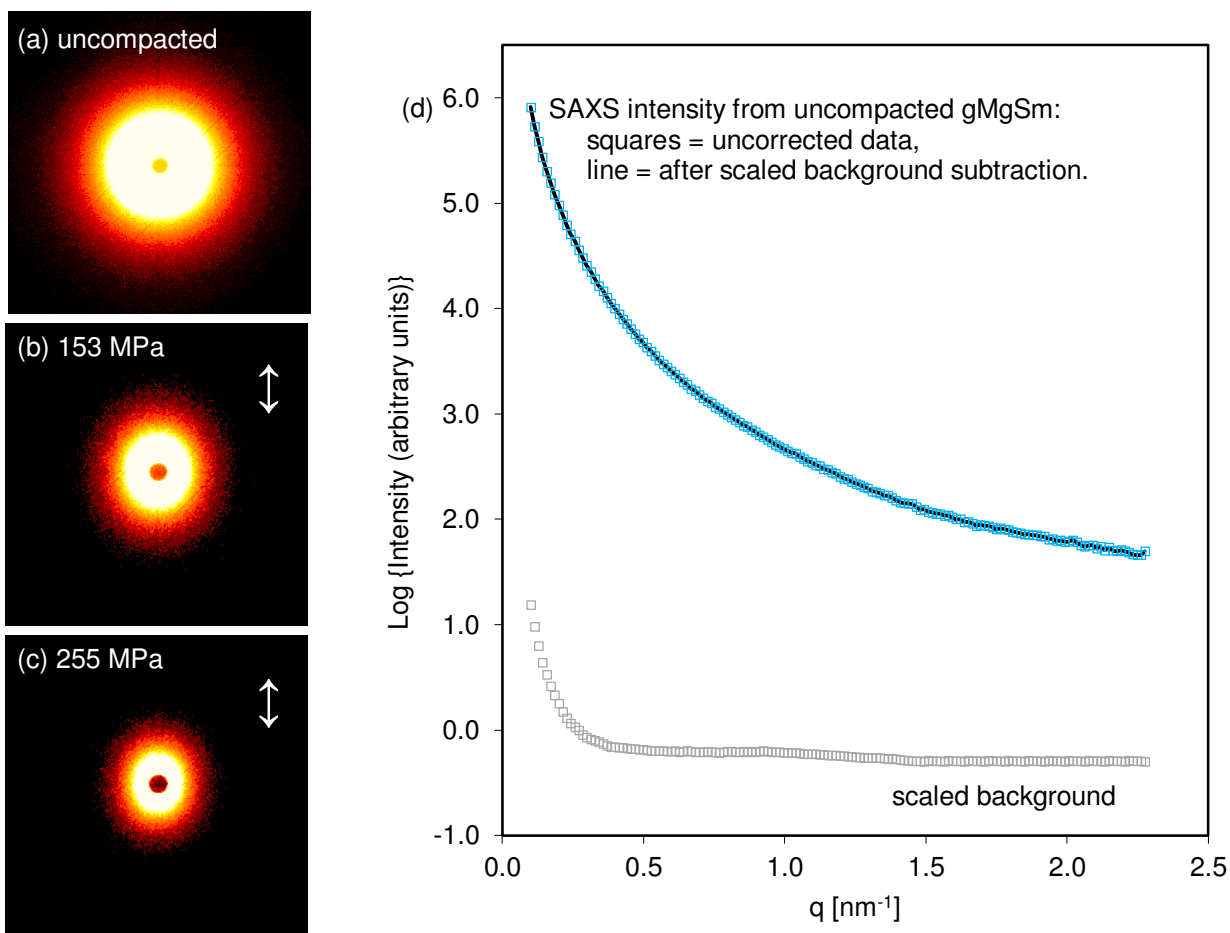 (a) uncompacted
(b) 153 MPa
(c) 255 MPa
(d)
SAXS intensity from uncompacted gMgSm:
squares = uncorrected data,
line = after scaled background subtraction.
Log {Intensity (arbitrary units)}
6.0
5.0
4.0
3.0
2.0
1.0
0.0
-1.0
scaled background
0.0 0.5 1.0 1.5 2.0 2.5
q [nm⁻¹]